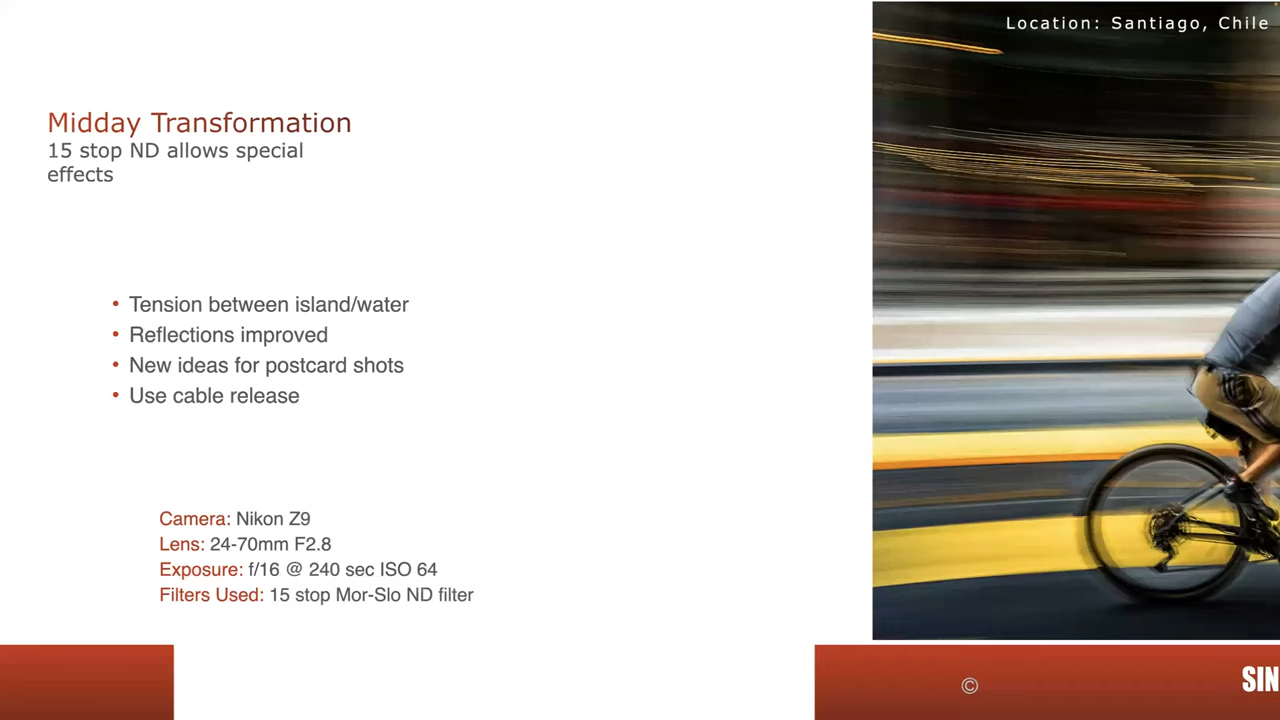 Location: Santiago, Chile
Midday Transformation
15 stop ND allows special
effects
• Tension between island/water
• Reflections improved
• New ideas for postcard shots
• Use cable release
Camera: Nikon Z9
Lens: 24-70mm F2.8
Exposure: f/16 @ 240 sec ISO 64
Filters Used: 15 stop Mor-Slo ND filter
©
SIN